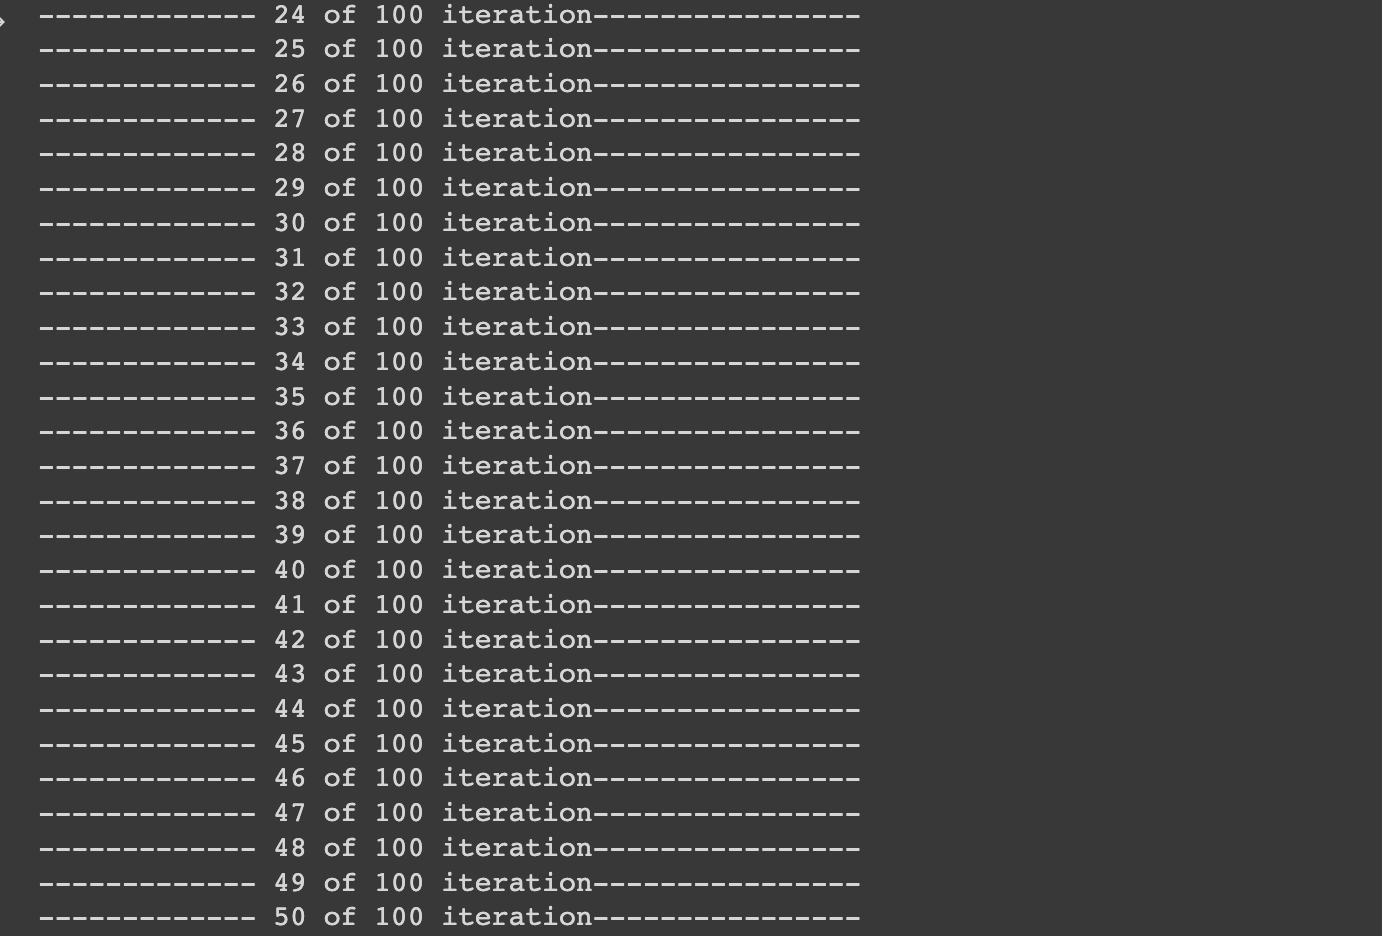 ------------- 24 of 100 iteration----------------
------------- 25 of 100 iteration----------------
------------- 26 of 100 iteration----------------
------------- 27 of 100 iteration----------------
------------- 28 of 100 iteration----------------
------------- 29 of 100 iteration----------------
------------- 30 of 100 iteration----------------
------------- 31 of 100 iteration----------------
------------- 32 of 100 iteration----------------
------------- 33 of 100 iteration----------------
------------- 34 of 100 iteration----------------
------------- 35 of 100 iteration----------------
------------- 36 of 100 iteration----------------
------------- 37 of 100 iteration----------------
------------- 38 of 100 iteration----------------
------------- 39 of 100 iteration----------------
------------- 40 of 100 iteration----------------
------------- 41 of 100 iteration----------------
------------- 42 of 100 iteration----------------
------------- 43 of 100 iteration----------------
------------- 44 of 100 iteration----------------
------------- 45 of 100 iteration----------------
------------- 46 of 100 iteration----------------
------------- 47 of 100 iteration----------------
------------- 48 of 100 iteration----------------
------------- 49 of 100 iteration----------------
------------- 50 of 100 iteration----------------